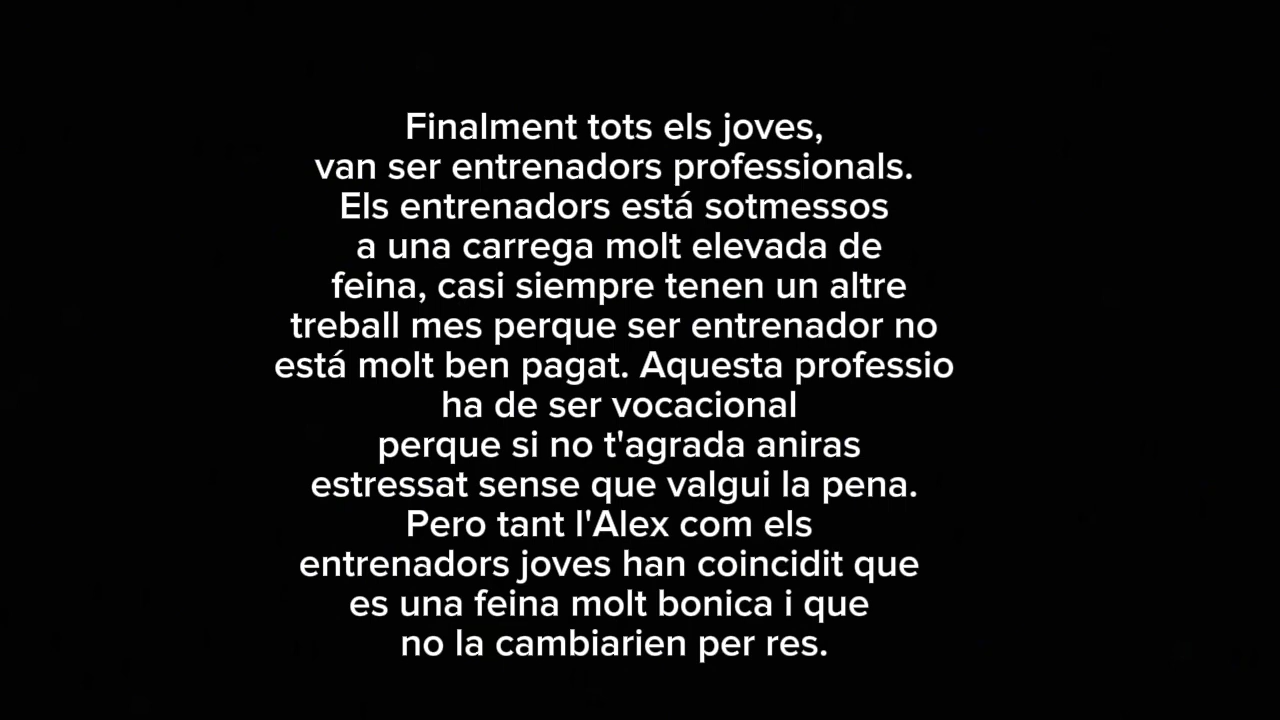 Finalment tots els joves,
van ser entrenadors professionals.
Els entrenadors está sotmessos
a una carrega molt elevada de
feina, casi siempre tenen un altre
treball mes perque ser entrenador no
está molt ben pagat. Aquesta professio
ha de ser vocacional
perque si no t'agrada aniras
estressat sense que valgui la pena.
Pero tant l'Alex com els
entrenadors joves han coincidit que
es una feina molt bonica i que
no la cambiarien per res.